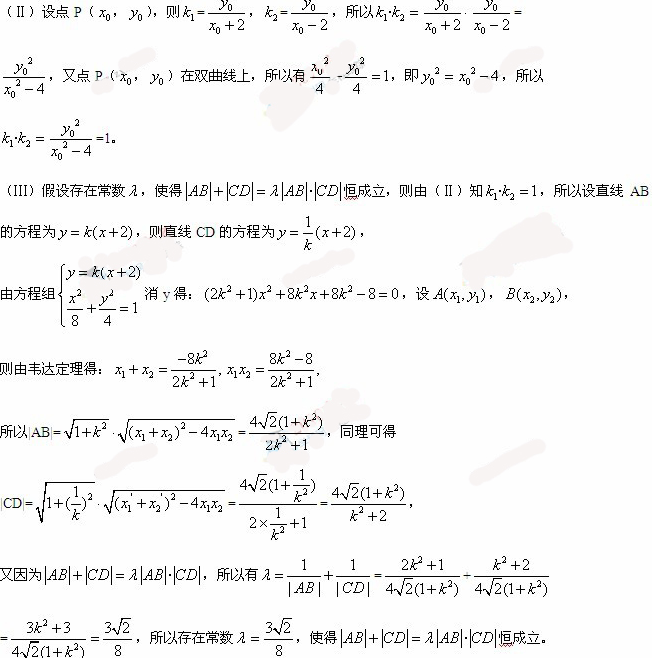 （II）设点 P（$x_0$，$y_0$），则$k_1=\frac{y_0}{x_0+2}$，$k_2=\frac{y_0}{x_0-2}$，所以$k_1 \cdot k_2=\frac{y_0}{x_0+2} \cdot \frac{y_0}{x_0-2}$=
$\frac{y_0^2}{x_0^2-4}$，又点 P（$x_0$，$y_0$）在双曲线上，所以有$\frac{x_0^2}{4}-\frac{y_0^2}{4}=1$，即$y_0^2=x_0^2-4$，所以
$k_1 \cdot k_2=\frac{y_0^2}{x_0^2-4}$=1。
（III）假设存在常数$\lambda$，使得$|AB|+|CD|=\lambda|AB| \cdot |CD|$恒成立，则由（II）知$k_1 \cdot k_2=1$，所以设直线 AB
的方程为$y=k(x+2)$，则直线 CD 的方程为$y=\frac{1}{k}(x+2)$，
由方程组$\begin{cases} y=k(x+2) \\ \frac{x^2}{8}+\frac{y^2}{4}=1 \end{cases}$消 y 得：$(2k^2+1)x^2+8k^2x+8k^2-8=0$，设$A(x_1,y_1)$，$B(x_2,y_2)$，
则由韦达定理得：$x_1+x_2=\frac{-8k^2}{2k^2+1}, x_1x_2=\frac{8k^2-8}{2k^2+1},$
所以|AB|=$\sqrt{1+k^2} \cdot \sqrt{(x_1+x_2)^2-4x_1x_2}=\frac{4\sqrt{2}(1+k^2)}{2k^2+1}$，同理可得
|CD|=$\sqrt{1+(\frac{1}{k})^2} \cdot \sqrt{(x_1'+x_2')^2-4x_1x_2}=\frac{4\sqrt{2}(1+\frac{1}{k^2})}{2 \times \frac{1}{k^2}+1}=\frac{4\sqrt{2}(1+k^2)}{k^2+2}$，
又因为$|AB|+|CD|=\lambda|AB| \cdot |CD|$，所以有$\lambda=\frac{1}{|AB|}+\frac{1}{|CD|}=\frac{2k^2+1}{4\sqrt{2}(1+k^2)}+\frac{k^2+2}{4\sqrt{2}(1+k^2)}$
=$\frac{3k^2+3}{4\sqrt{2}(1+k^2)}=\frac{3\sqrt{2}}{8}$，所以存在常数$\lambda=\frac{3\sqrt{2}}{8}$，使得$|AB|+|CD|=\lambda|AB| \cdot |CD|$恒成立。